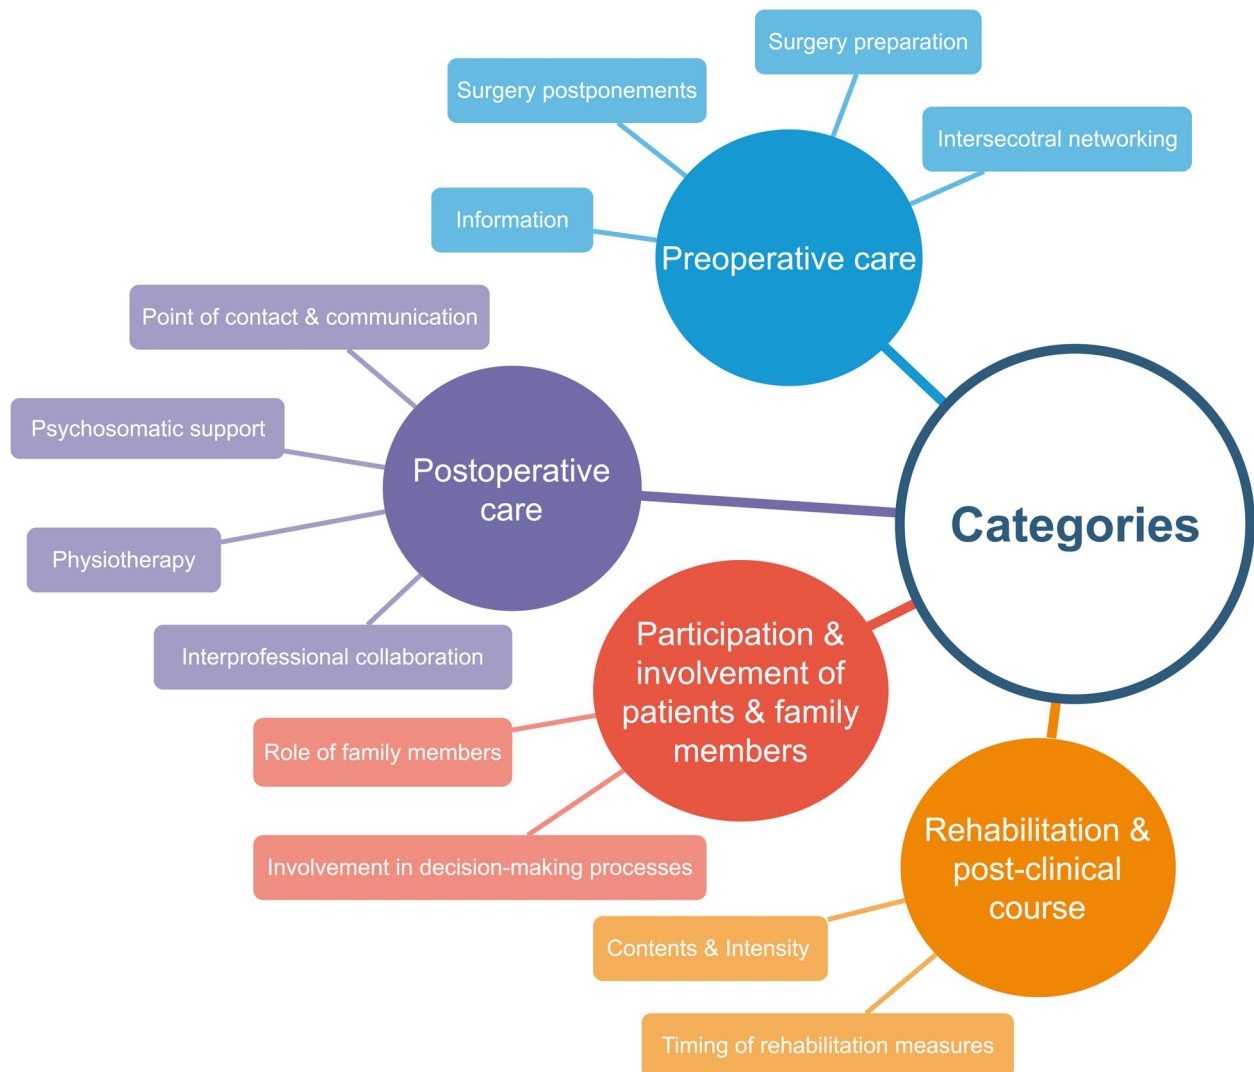 Surgery preparation
Surgery postponements
Intersecotral networking
Information
Preoperative care
Point of contact & communication
Psychosomatic support
Postoperative
care
Physiotherapy
Interprofessional collaboration
Categories
Participation &
involvement of
patients & family
members
Role of family members
Involvement in decision-making processes
Rehabilitation &
post-clinical
course
Contents & Intensity
Timing of rehabilitation measures